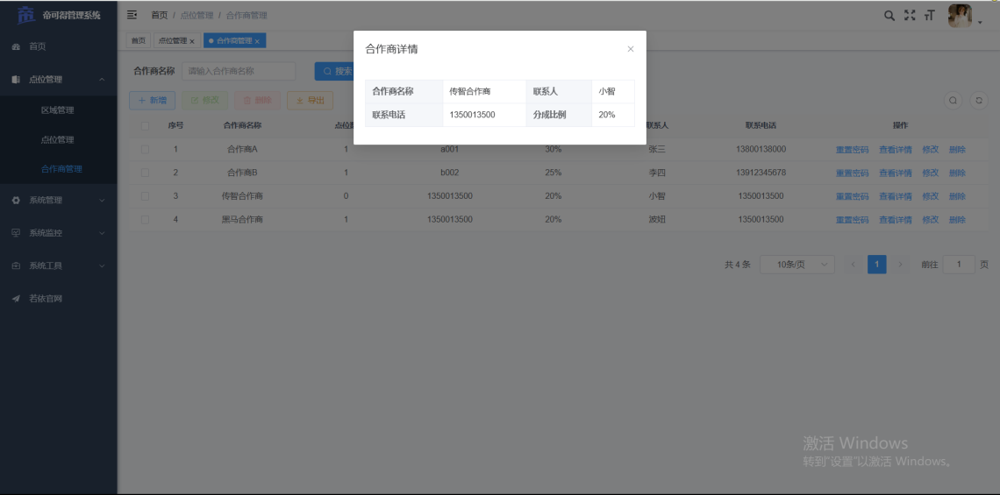 帝可得管理系统
首页 / 点位管理 / 合作商管理
首页
点位管理 ×
合作商管理 ×
首页
点位管理
区域管理
点位管理
合作商管理
系统管理
系统监控
系统工具
若依官网
合作商名称 请输入合作商名称 搜索
新增 修改 删除 导出
合作商详情
合作商名称 传智合作商 联系人 小智
联系电话 1350013500 分成比例 20%
序号 合作商名称 联系电话 操作
1 合作商A 1 a001 30% 张三 13800138000 重置密码 查看详情 修改 删除
2 合作商B 1 b002 25% 李四 13912345678 重置密码 查看详情 修改 删除
3 传智合作商 0 1350013500 20% 小智 1350013500 重置密码 查看详情 修改 删除
4 黑马合作商 1 1350013500 20% 波妞 1350013500 重置密码 查看详情 修改 删除
共 4 条 10条/页 1 前往 1 页
激活 Windows
转到"设置"以激活 Windows。